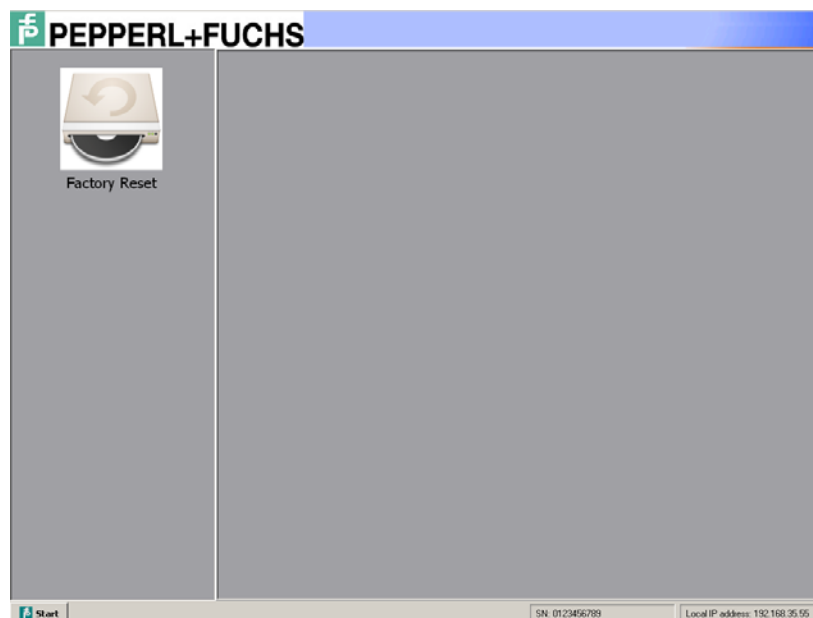 PEPPERL+FUCHS
Factory Reset
Start
SN: 0123456789
Local IP address: 192.168.35.55